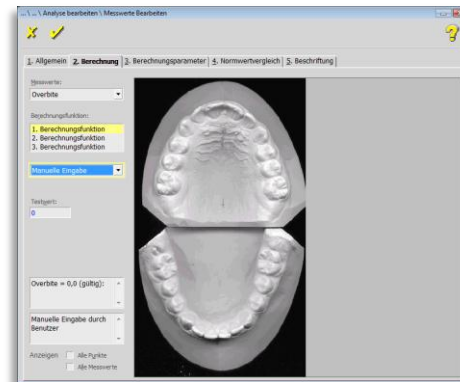 ...\ ... \ Analyse bearbeiten \ Messwerte Bearbeiten
1. Allgemein 2. Berechnung 3. Berechnungsparameter 4. Normwertvergleich 5. Beschriftung
Messwerte:
Overbite
Berechnungsfunktion:
1. Berechnungsfunktion
2. Berechnungsfunktion
3. Berechnungsfunktion
Manuelle Eingabe
Testwert:
0
Overbite = 0,0 (gültig):
Manuelle Eingabe durch
Benutzer
Anzeigen Alle Punkte
Alle Messwerte